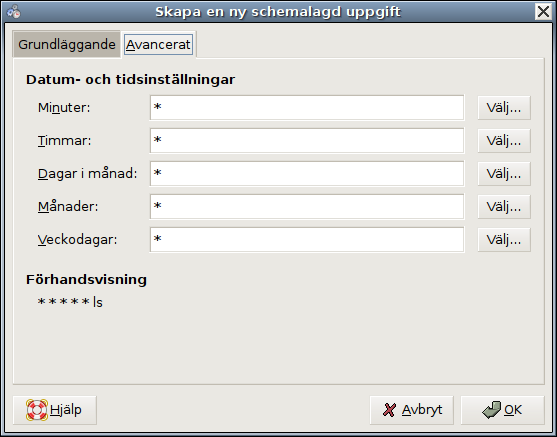 Skapa en ny schemalagd uppgift
Grundläggande Avancerat
Datum- och tidsinställningar
Minuter: * Välj...
Timmar: * Välj...
Dagar i månad: * Välj...
Månader: * Välj...
Veckodagar: * Välj...
Förhandsvisning
* * * * * ls
Hjälp Avbryt OK